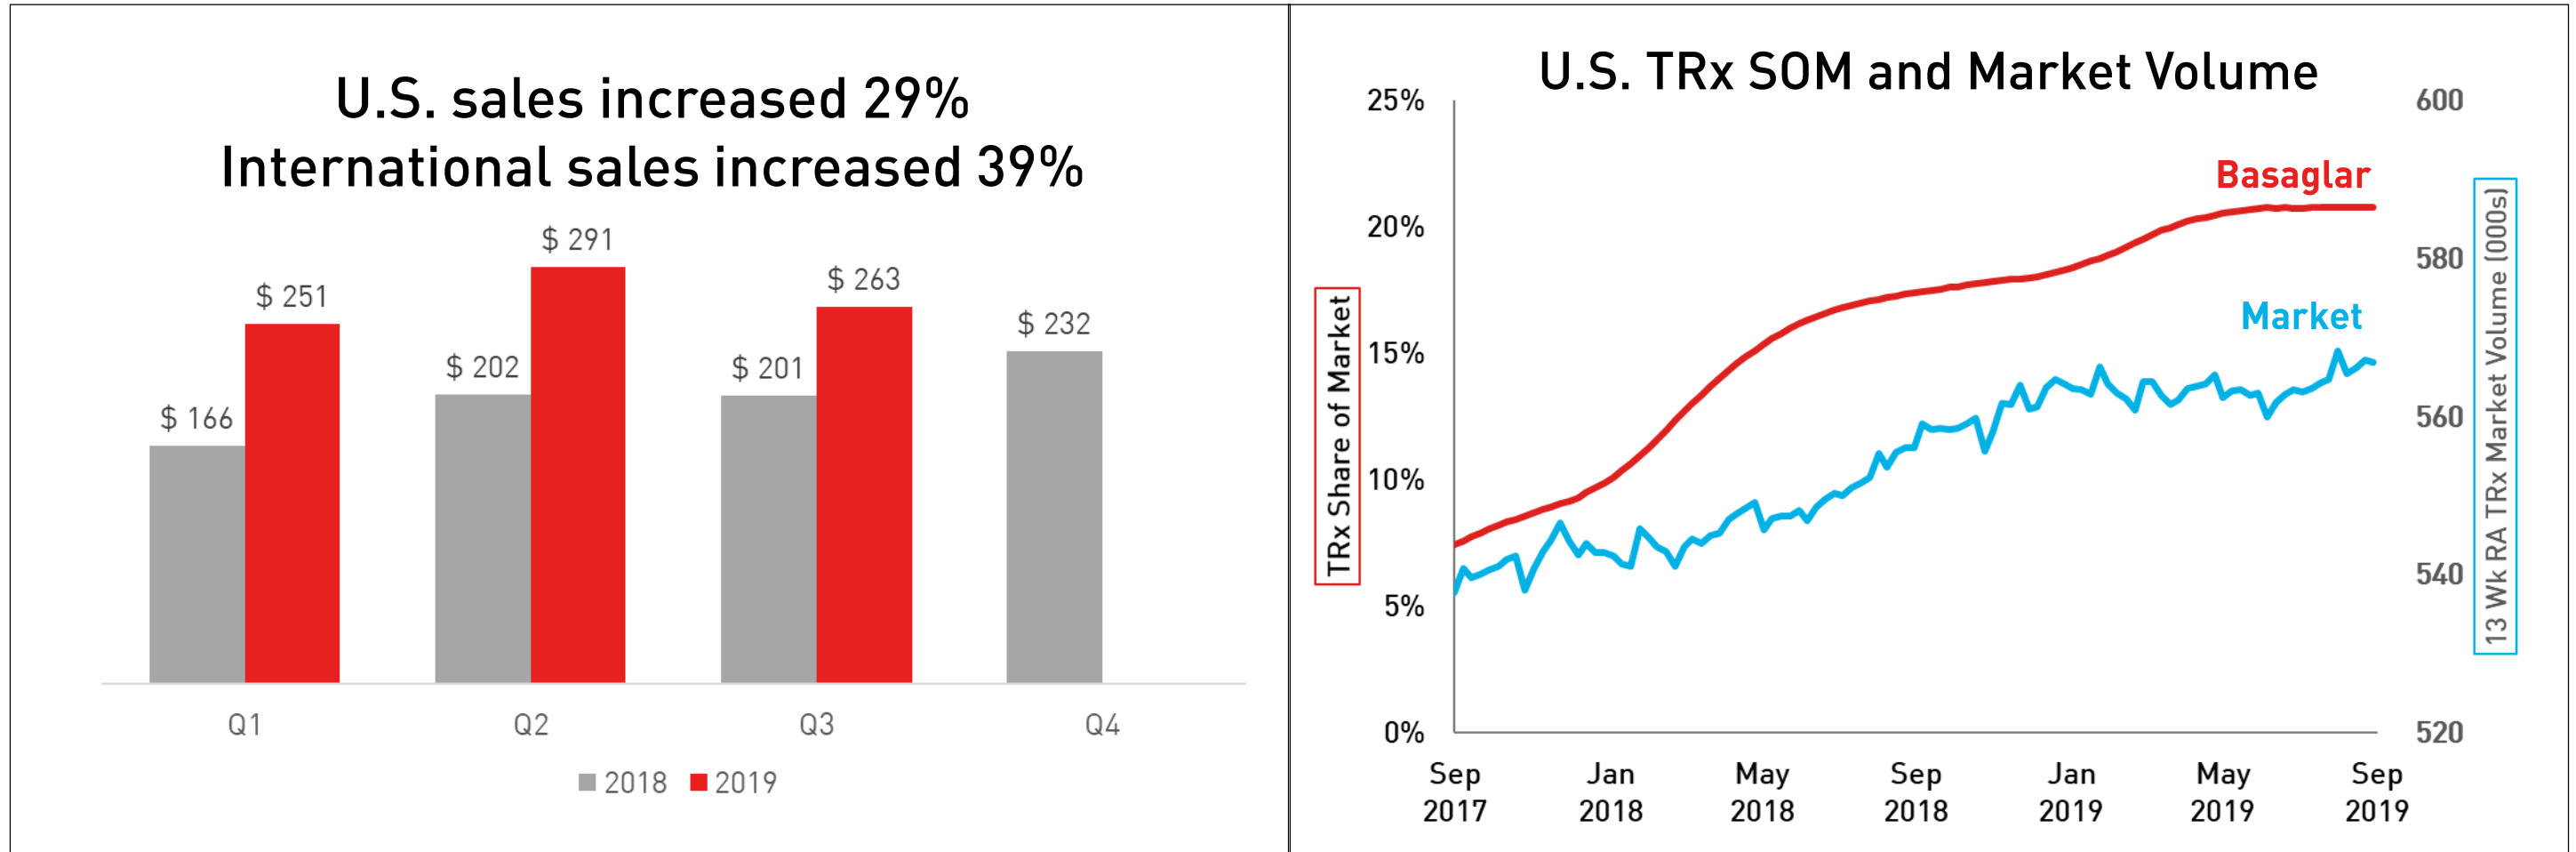 U.S. sales increased 29%
International sales increased 39%
$ 166
$ 251
$ 202
$ 291
$ 201
$ 263
$ 232
Q1
Q2
Q3
Q4
2018
2019
U.S. TRx SOM and Market Volume
TRx Share of Market
25%
20%
15%
10%
5%
0%
Basaglar
Market
600
580
560
540
520
13 Wk RA TRx Market Volume (000s)
Sep 2017
Jan 2018
May 2018
Sep 2018
Jan 2019
May 2019
Sep 2019